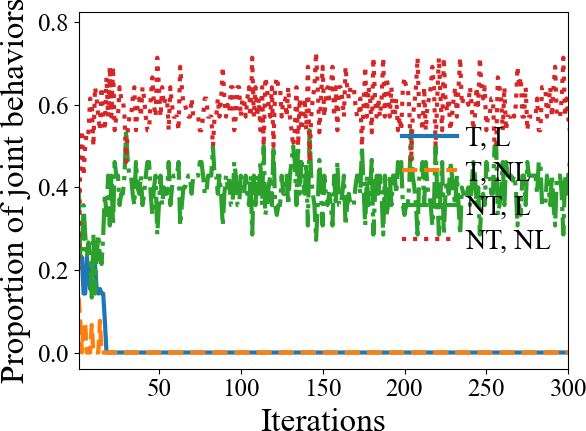 Proportion of joint behaviors
0.8
0.6
0.4
0.2
0.0
T, L
T, NL
NT, L
NT, NL
50
100
150
200
250
300
Iterations